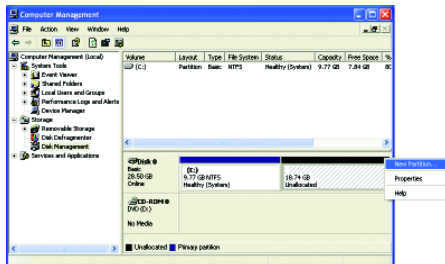 Computer Management
File Action View Window Help
Computer Management (Local)
System Tools
Event Viewer
Shared Folders
Local Users and Groups
Performance Logs and Alerts
Device Manager
Storage
Removable Storage
Disk Defragmenter
Disk Management
Services and Applications
Volume Layout Type File System Status Capacity Free Space %
(C:) Partition Basic NTFS Healthy (System) 9.77 GB 7.84 GB 80
Disk 0
Basic
28.50 GB
Online
(C:)
9.77 GB NTFS
Healthy (System)
18.74 GB
Unallocated
CD-ROM 0
DVD (D:)
No Media
Unallocated Primary partition
New Partition...
Properties
Help